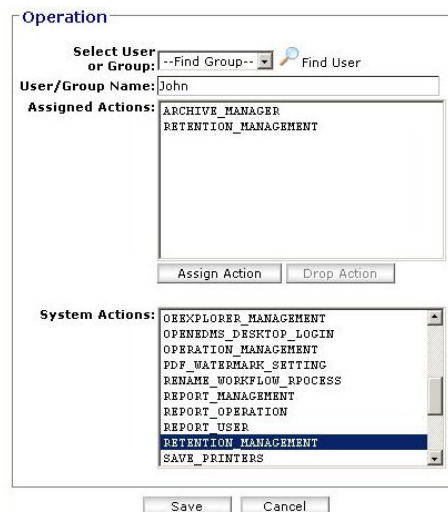 Operation
Select User or Group: --Find Group-- Find User
User/Group Name: John
Assigned Actions:
ARCHIVE_MANAGER
RETENTION_MANAGEMENT
Assign Action Drop Action
System Actions:
OEEXPLORER_MANAGEMENT
OPENEDMS_DESKTOP_LOGIN
OPERATION_MANAGEMENT
PDF_WATERMARK_SETTING
RENAME_WORKFLOW_RPOCESS
REPORT_MANAGEMENT
REPORT_OPERATION
REPORT_USER
RETENTION_MANAGEMENT
SAVE_PRINTERS
Save Cancel